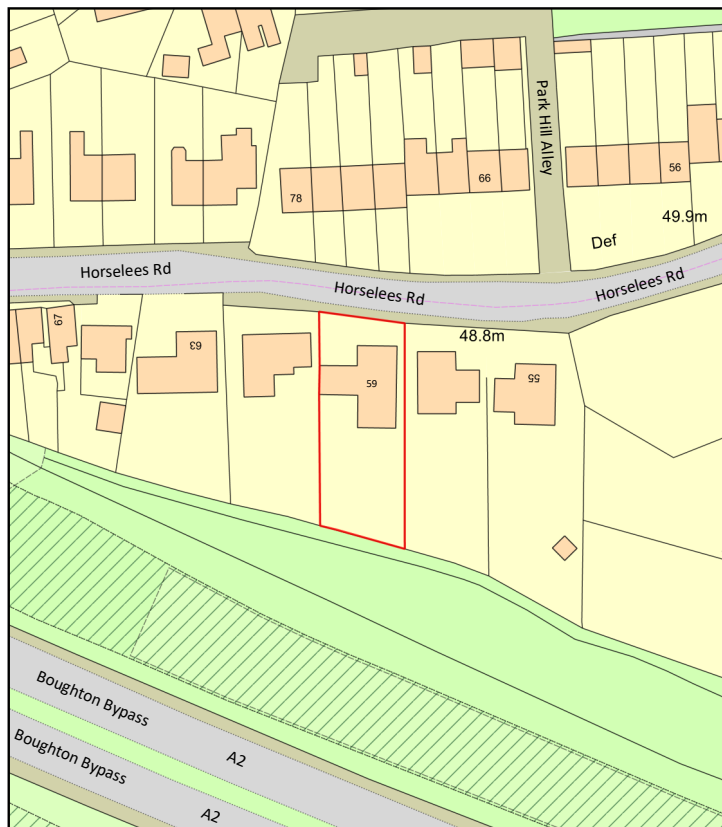 Park Hill Alley
78
66
56
49.9m
Def
Horselees Rd
Horselees Rd
Horselees Rd
67
63
48.8m
59
55
Boughton Bypass
A2
Boughton Bypass
A2